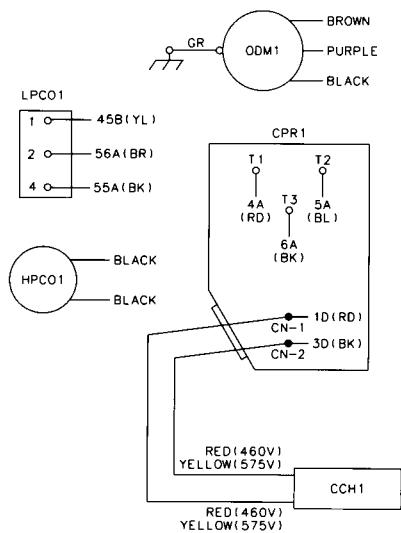 BROWN
GR
ODM1
PURPLE
BLACK
LPCO1
1
45B(YL)
2
56A(BR)
4
55A(BK)
CPR1
T1
T2
4A
(RD)
T3
5A
(BL)
6A
(BK)
HPCO1
BLACK
BLACK
1D(RD)
CN-1
3D(BK)
CN-2
RED(460V)
YELLOW(575V)
CCH1
RED(460V)
YELLOW(575V)